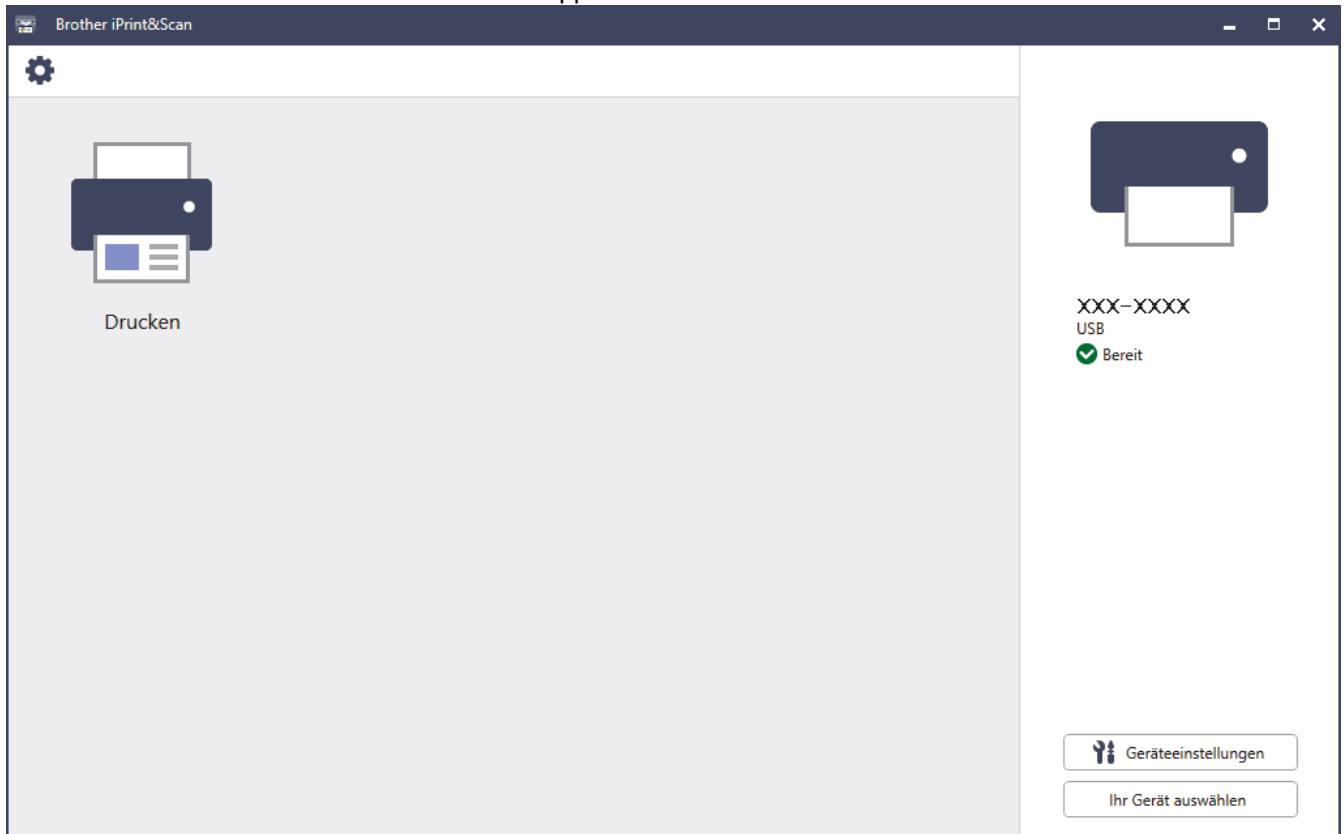 Brother iPrint&Scan
Drucken
XXX-XXXX
USB
Bereit
Geräteeinstellungen
Ihr Gerät auswählen